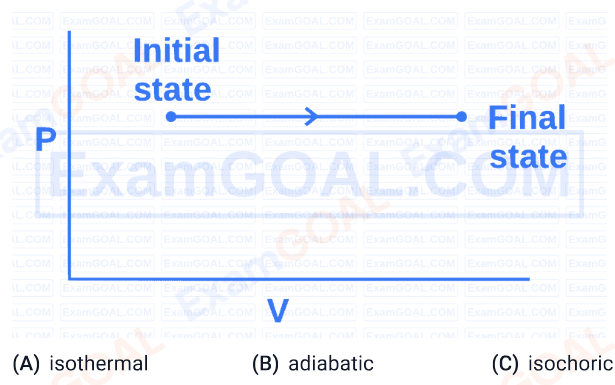 Initial
state
P
Final
state
ExamGOAL.COM
V
(A) isothermal (B) adiabatic (C) isochoric